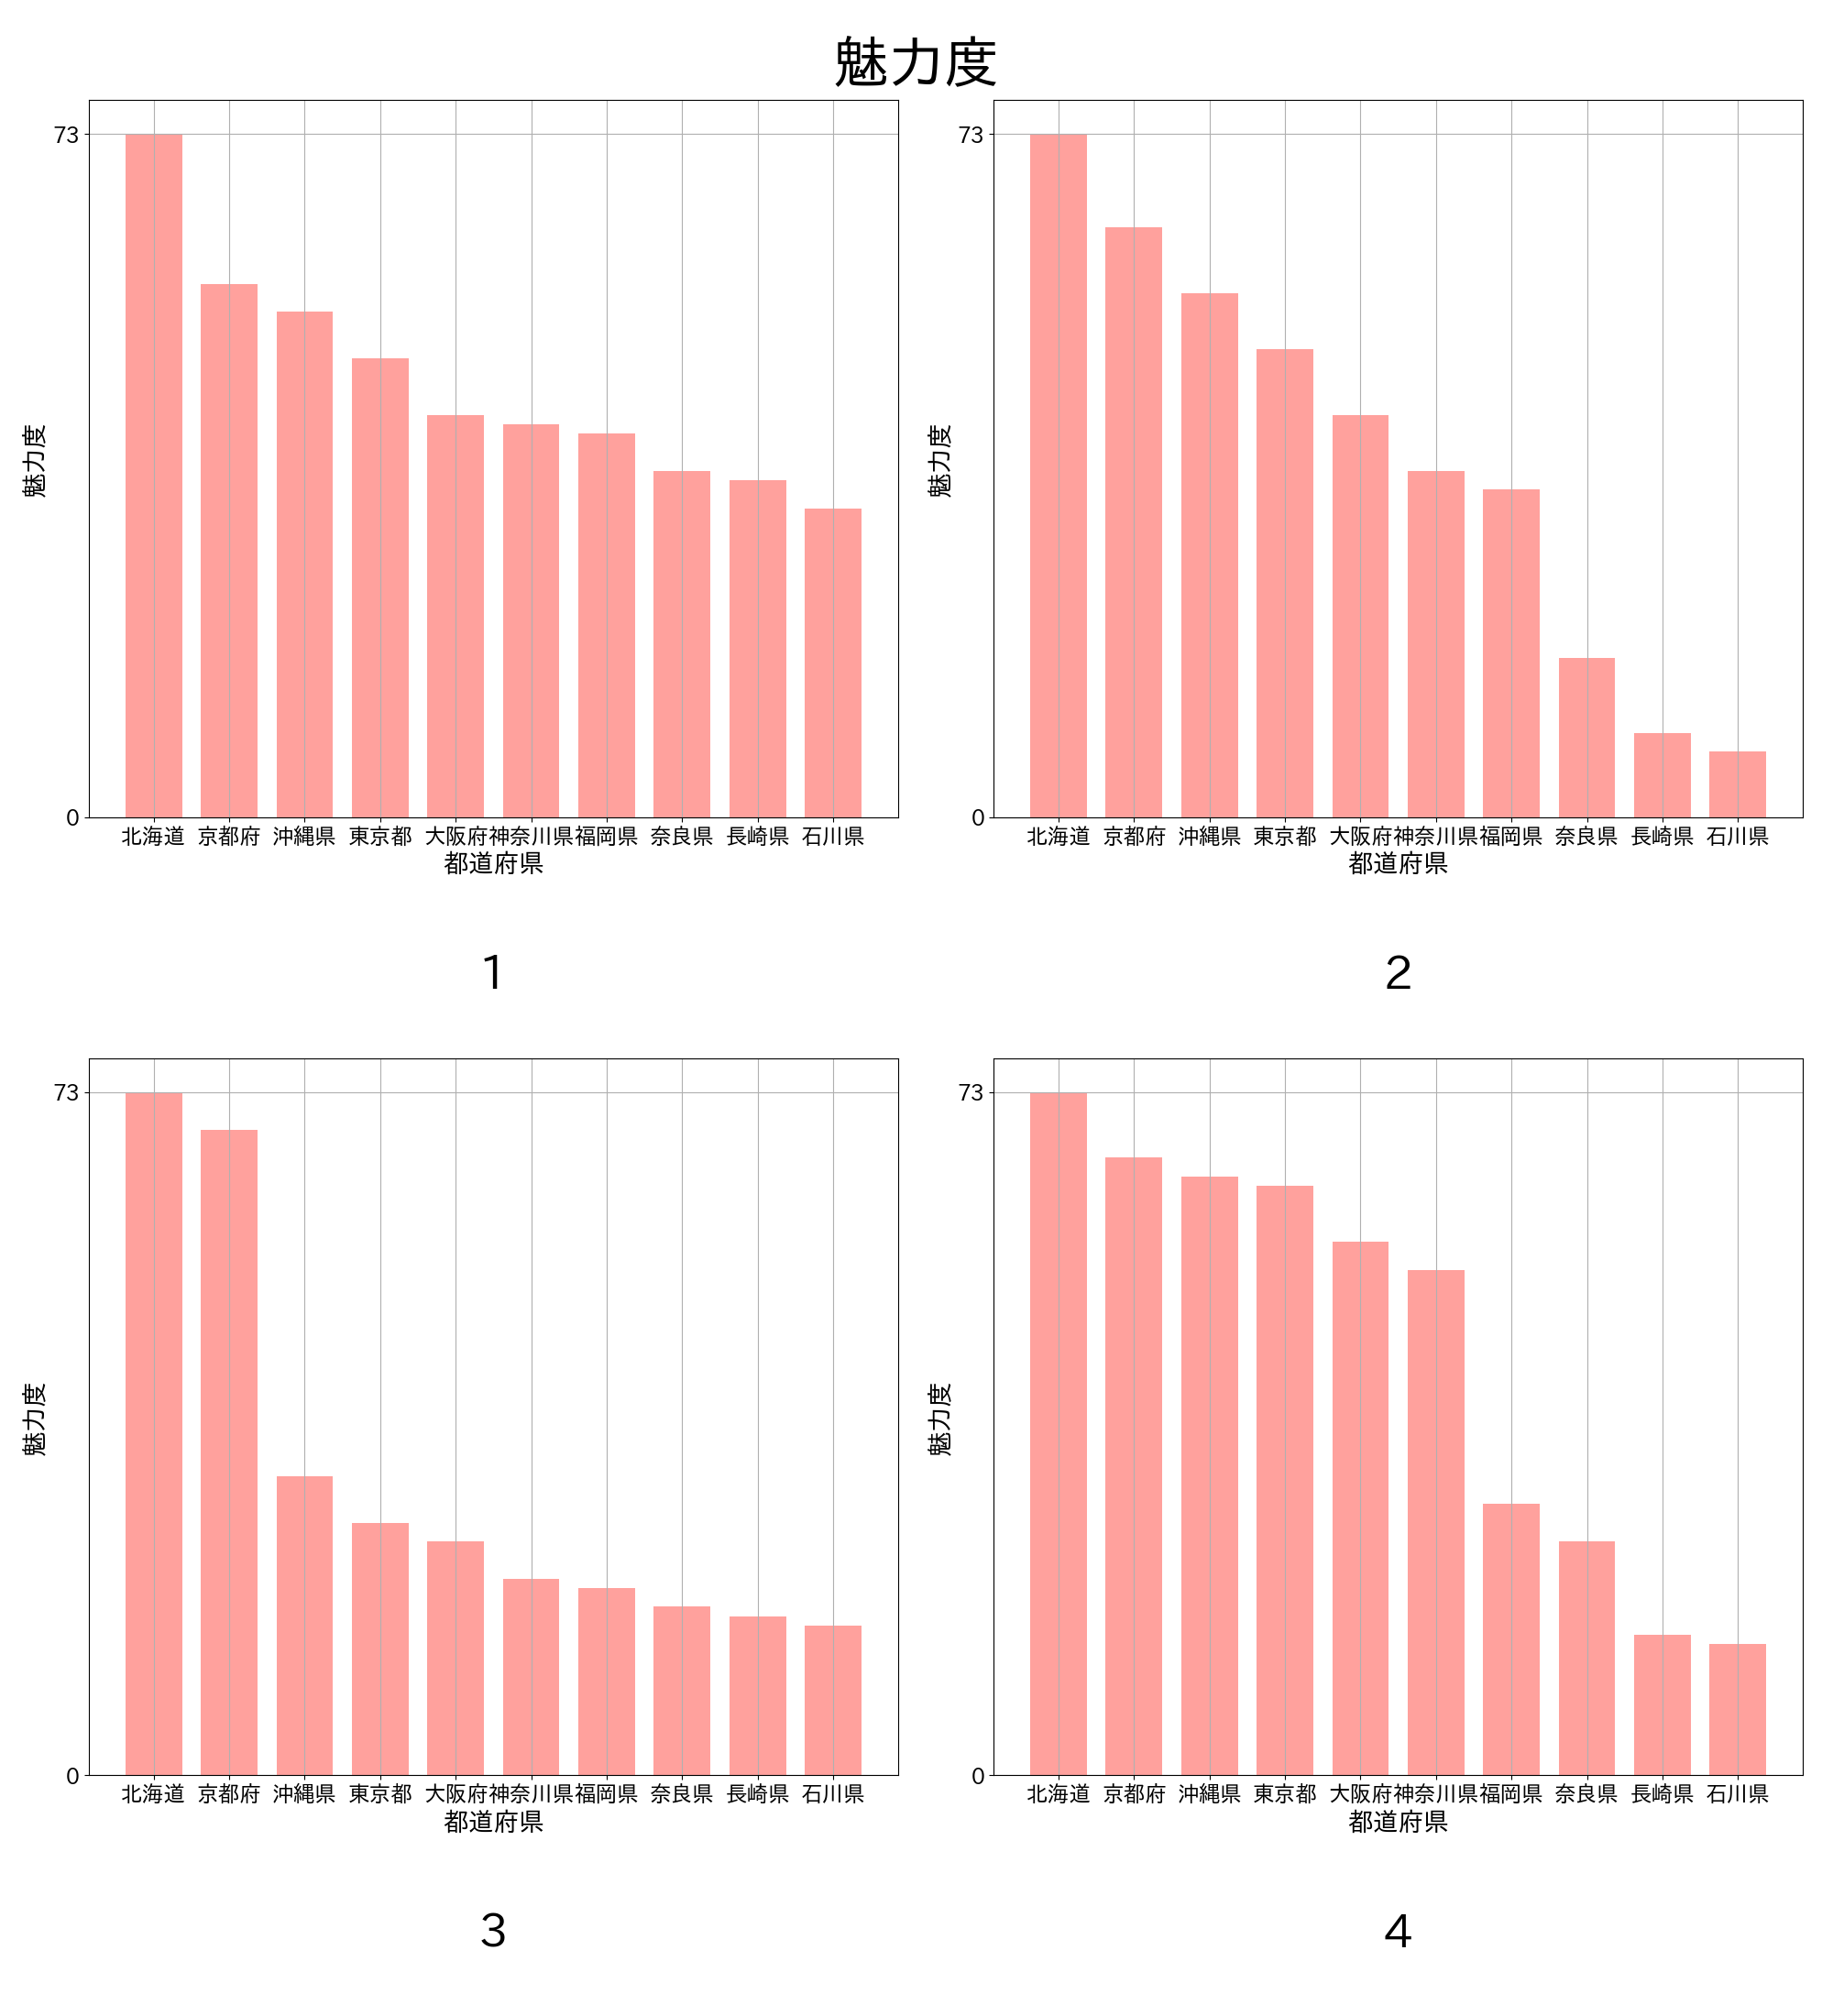 魅力度
73
0
魅力度
北海道 京都府 沖縄県 東京都 大阪府 神奈川県 福岡県 奈良県 長崎県 石川県
都道府県
1
73
0
魅力度
北海道 京都府 沖縄県 東京都 大阪府 神奈川県 福岡県 奈良県 長崎県 石川県
都道府県
2
73
0
魅力度
北海道 京都府 沖縄県 東京都 大阪府 神奈川県 福岡県 奈良県 長崎県 石川県
都道府県
3
73
0
魅力度
北海道 京都府 沖縄県 東京都 大阪府 神奈川県 福岡県 奈良県 長崎県 石川県
都道府県
4